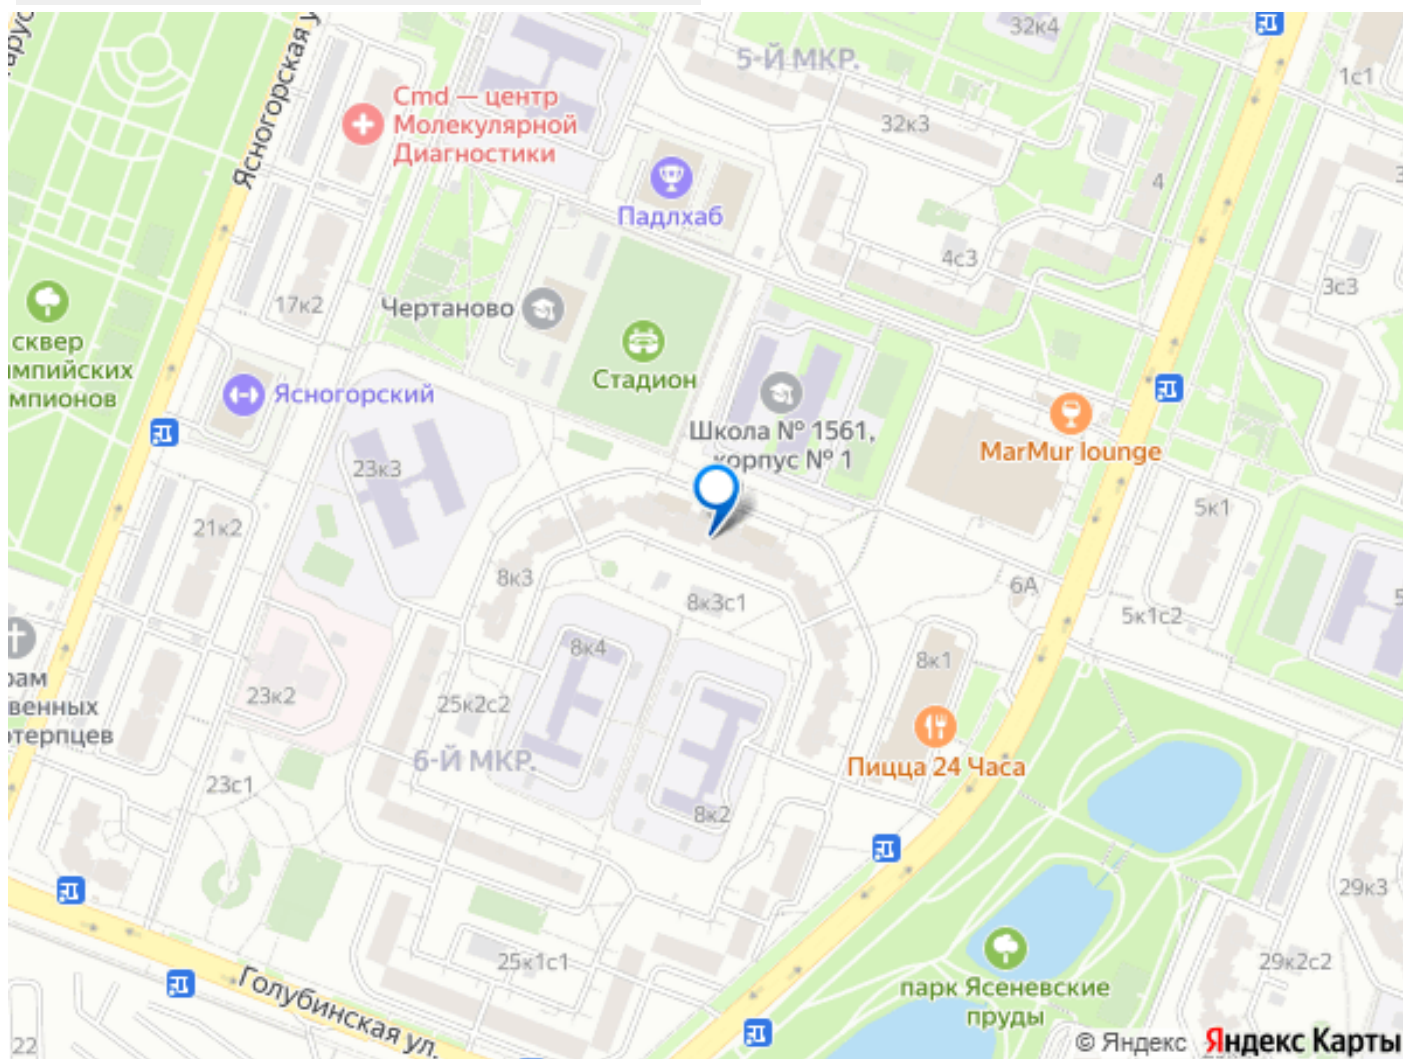 32к4
5-Й МКР.
1с1
Ясногорская у
Cmd — центр
Молекулярной
Диагностики
32к3
4
Падлхаб
4с3
3с3
17к2
Чертаново
сквер
импийских
мпионов
Стадион
Ясногорский
Школа № 1561,
корпус № 1
MarMur lounge
23к3
21к2
5к1
8к3
8к3с1
6А
5к1с2
8к4
8к1
рам
венных
отерпцев
23к2
25к2с2
6-Й МКР.
Пицца 24 Часа
23с1
8к2
29к3
25к1с1
29к2с2
Голубинская ул.
парк Ясеневские
пруды
22
© Яндекс Яндекс Карты